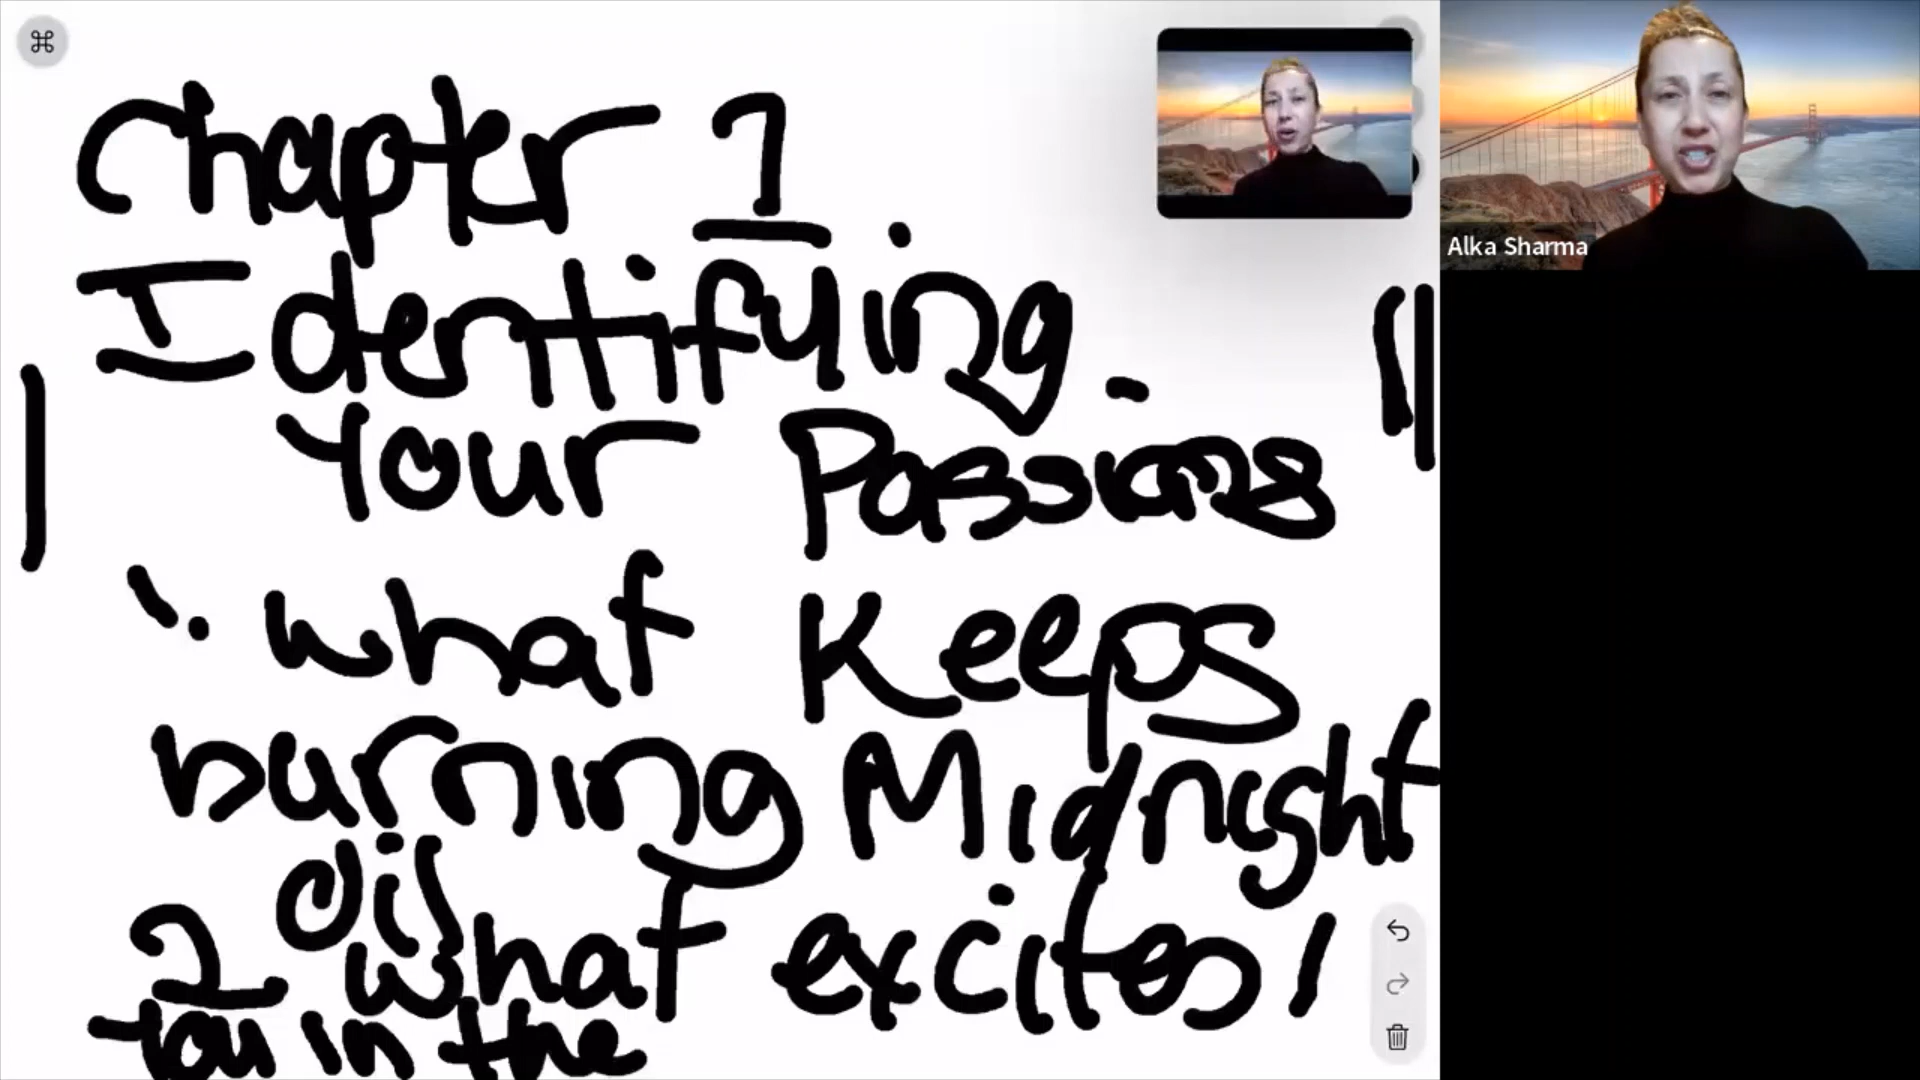 Chapter 1.
Identifying
Your Passions
1. what Keeps
burning Midnight
oil
2 what excites
You in the
Alka Sharma